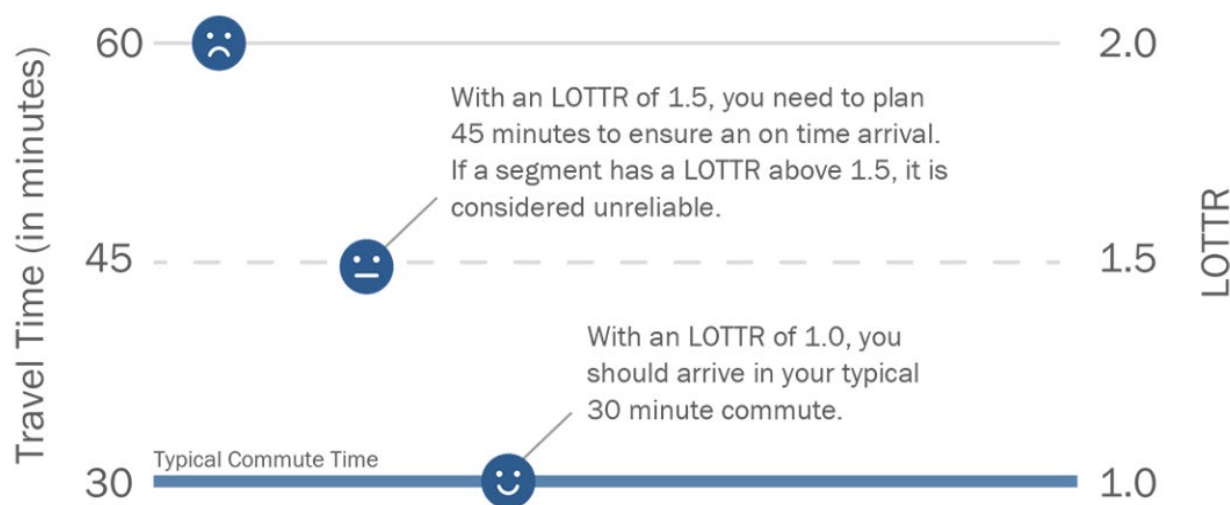 Travel Time (in minutes)
60
2.0
With an LOTTR of 1.5, you need to plan
45 minutes to ensure an on time arrival.
If a segment has a LOTTR above 1.5, it is
considered unreliable.
45
1.5
LOTTR
With an LOTTR of 1.0, you
should arrive in your typical
30 minute commute.
Typical Commute Time
30
1.0